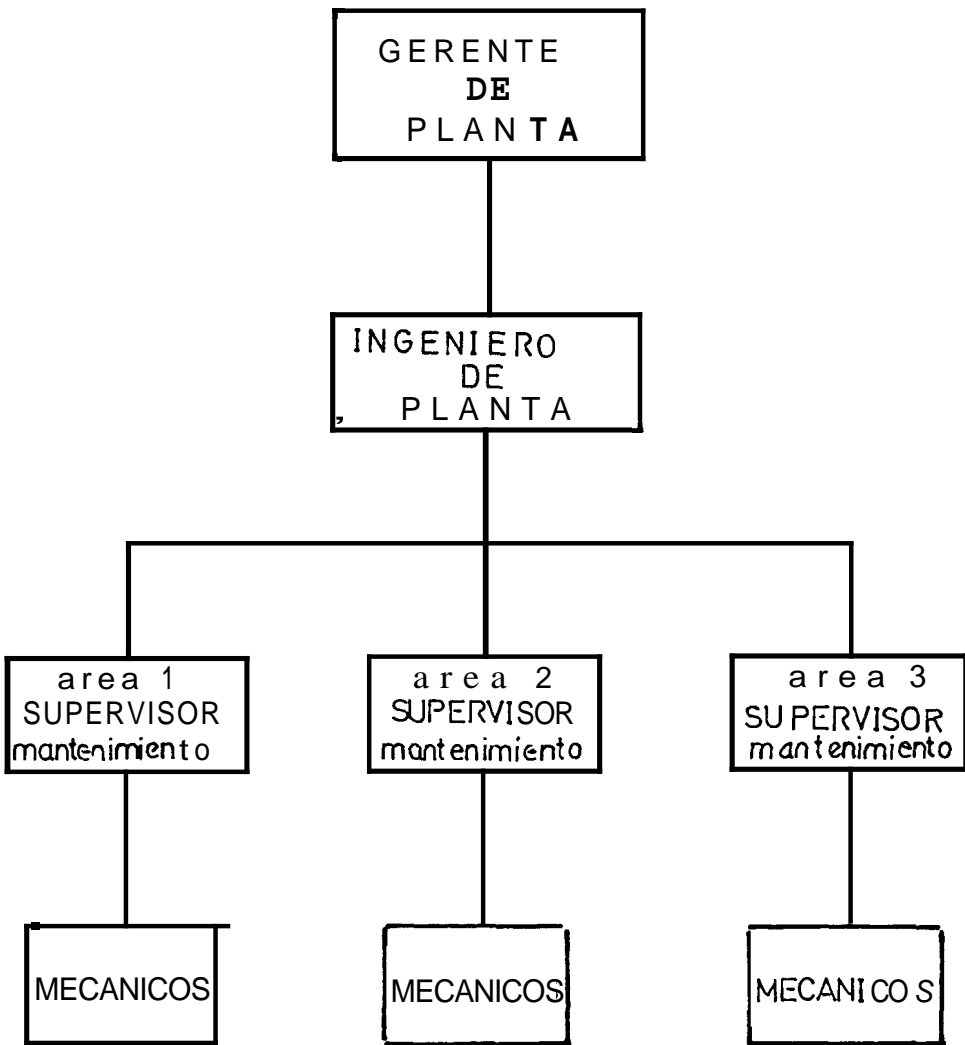 GERENTE
DE
PLANTA
INGENIERO
DE
, PLANTA
area 1
SUPERVISOR
mantenimiento
area 2
SUPERVISOR
mantenimiento
area 3
SUPERVISOR
mantenimiento
MECANICOS
MECANICOS
MECANICOS